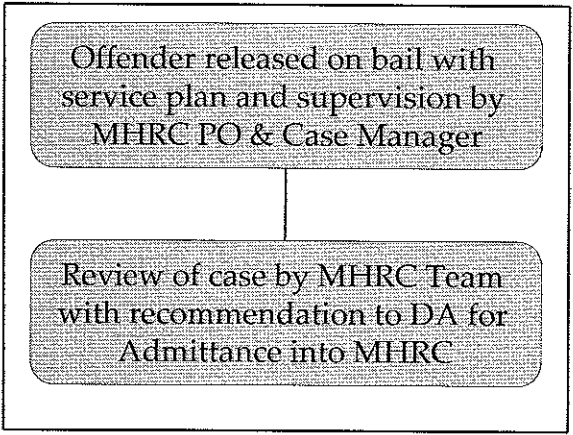 Offender released on bail with
service plan and supervision by
MHRC PO & Case Manager
Review of case by MHRC Team
with recommendation to DA for
Admittance into MHRC